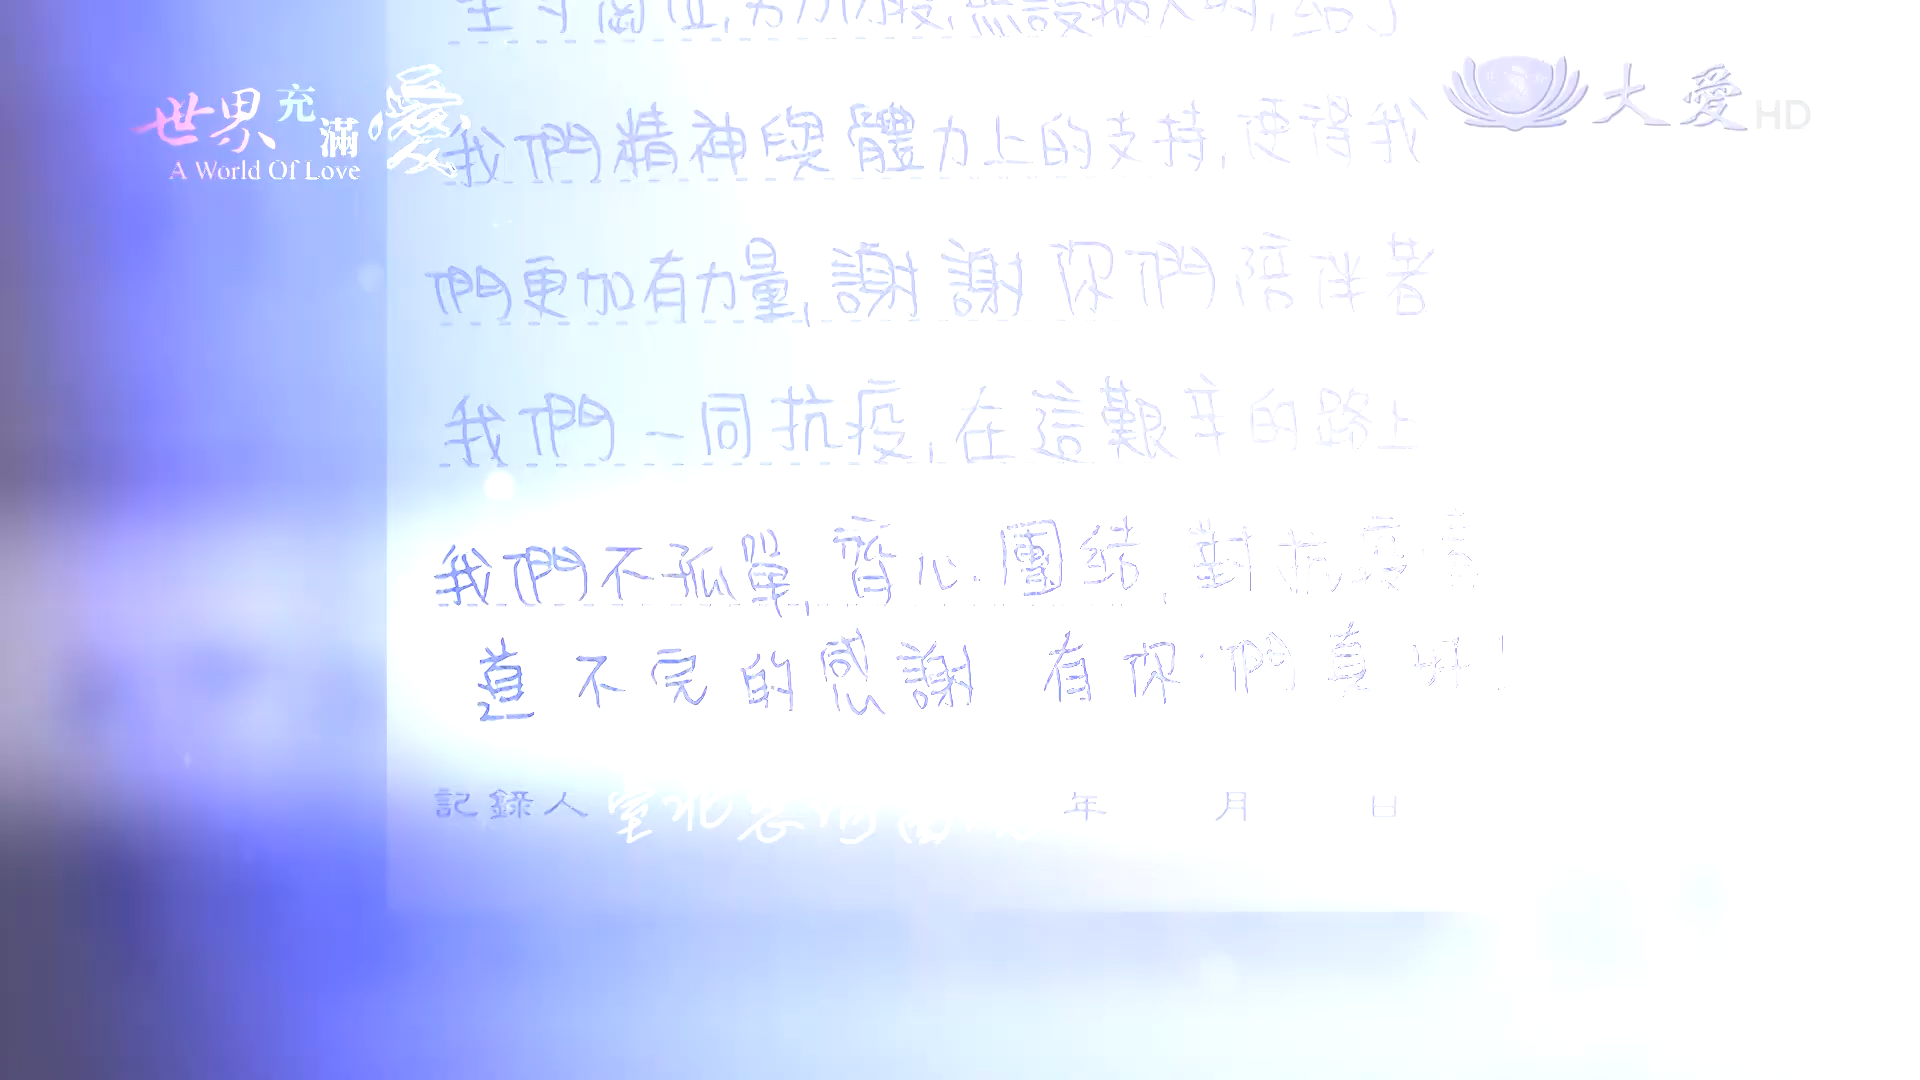 我們精神與體力上的支持,使得我
們更加有力量,謝謝你們陪伴著
我們一同抗疫,在這艱辛的路上
我們不孤單,齊心團結,對抗疫
道不完的感謝 有你們真好!
記錄人 年 月 日
世界充滿愛
A World Of Love
大愛HD